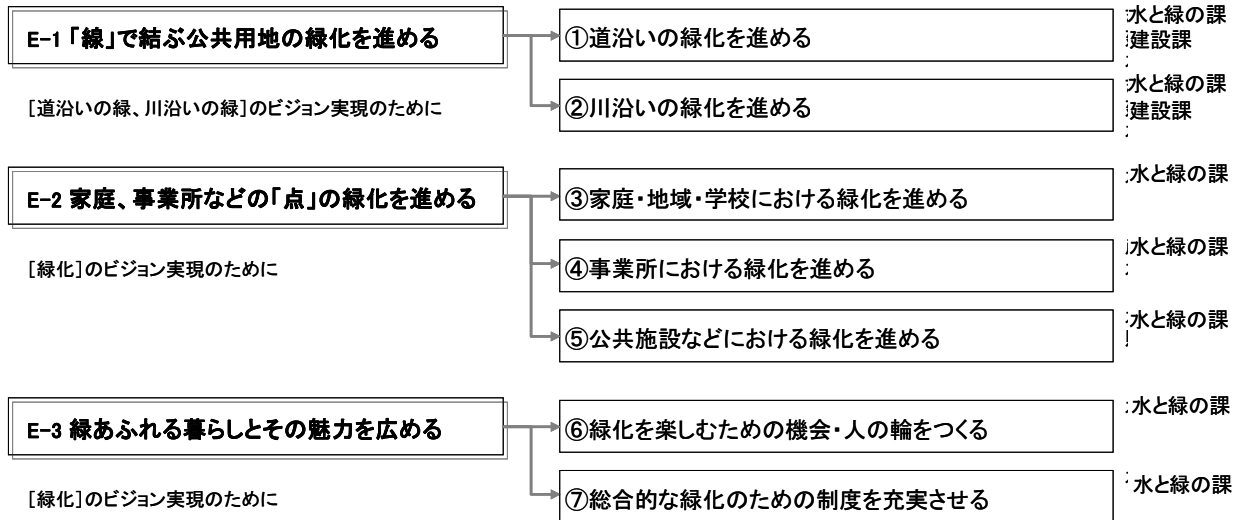 E-1 「線」で結ぶ公共用地の緑化を進める
①道沿いの緑化を進める
水と緑の課
建設課
[道沿いの緑、川沿いの緑]のビジョン実現のために
②川沿いの緑化を進める
水と緑の課
建設課
E-2 家庭、事業所などの「点」の緑化を進める
③家庭・地域・学校における緑化を進める
水と緑の課
[緑化]のビジョン実現のために
④事業所における緑化を進める
水と緑の課
⑤公共施設などにおける緑化を進める
水と緑の課
E-3 緑あふれる暮らしとその魅力を広める
⑥緑化を楽しむための機会・人の輪をつくる
水と緑の課
[緑化]のビジョン実現のために
⑦総合的な緑化のための制度を充実させる
水と緑の課